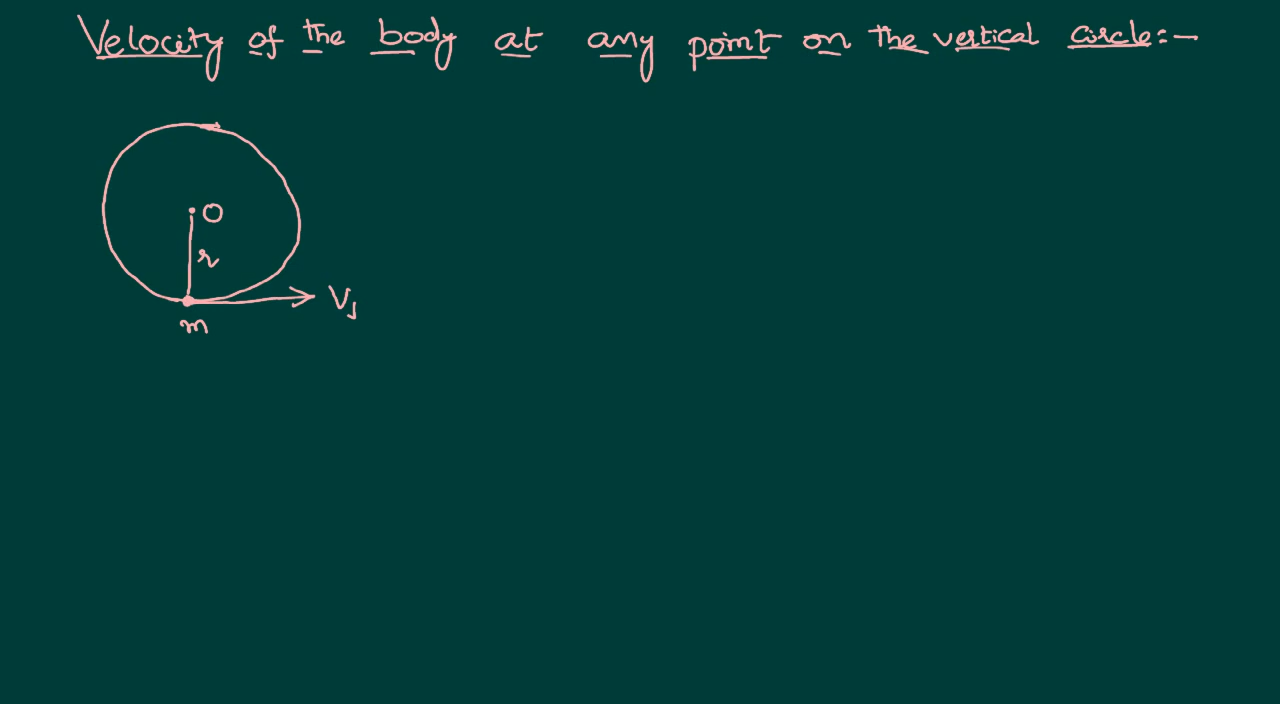 Velocity of the body at any point on the vertical circle:-
O
r
V₁
m